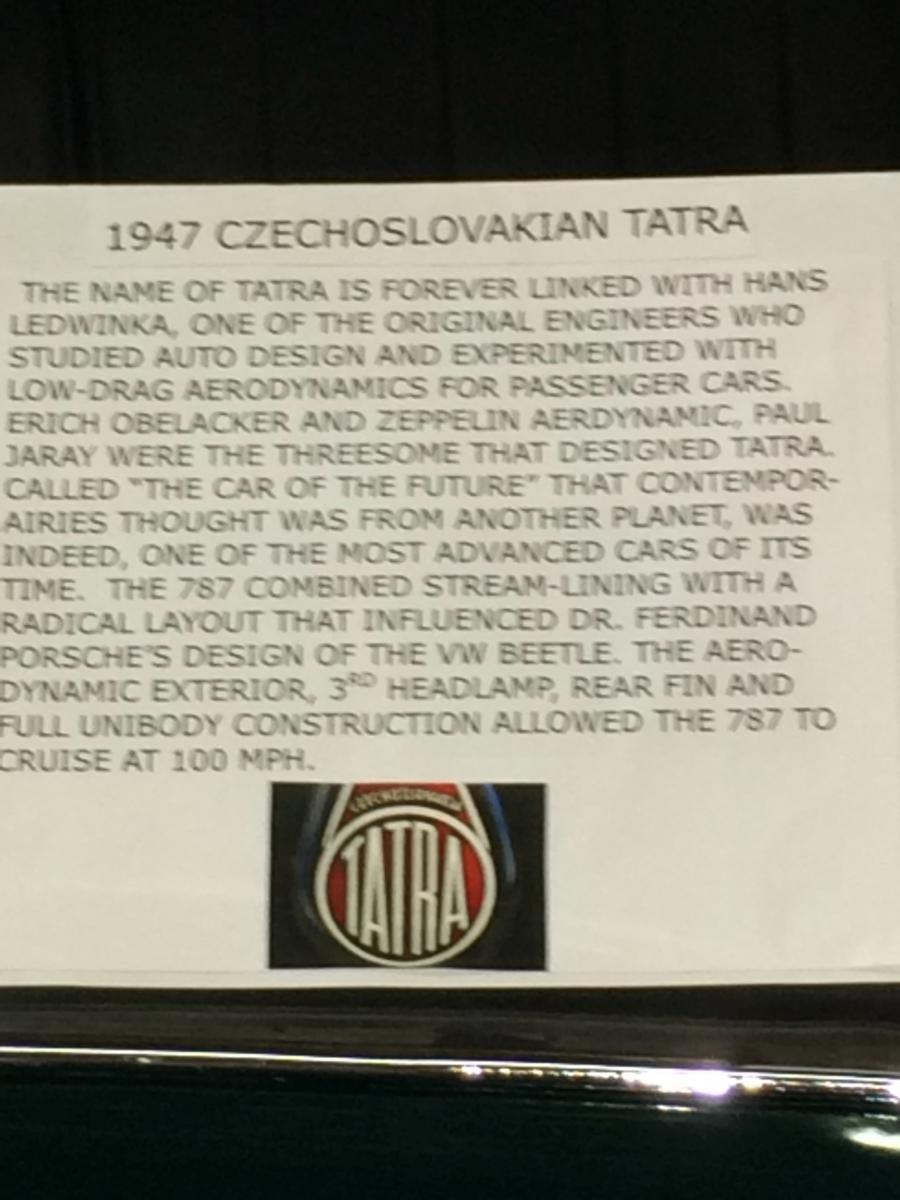 1947 CZECHOSLOVAKIAN TATRA
THE NAME OF TATRA IS FOREVER LINKED WITH HANS
LEDWINKA, ONE OF THE ORIGINAL ENGINEERS WHO
STUDIED AUTO DESIGN AND EXPERIMENTED WITH
LOW-DRAG AERODYNAMICS FOR PASSENGER CARS.
ERICH OBELACKER AND ZEPPELIN AERDYNAMIC, PAUL
JARAY WERE THE THREESOME THAT DESIGNED TATRA.
CALLED "THE CAR OF THE FUTURE" THAT CONTEMPOR-
AIRIES THOUGHT WAS FROM ANOTHER PLANET, WAS
INDEED, ONE OF THE MOST ADVANCED CARS OF ITS
TIME. THE 787 COMBINED STREAM-LINING WITH A
RADICAL LAYOUT THAT INFLUENCED DR. FERDINAND
PORSCHE'S DESIGN OF THE VW BEETLE. THE AERO-
DYNAMIC EXTERIOR, 3RD HEADLAMP, REAR FIN AND
FULL UNIBODY CONSTRUCTION ALLOWED THE 787 TO
CRUISE AT 100 MPH.
TATRA